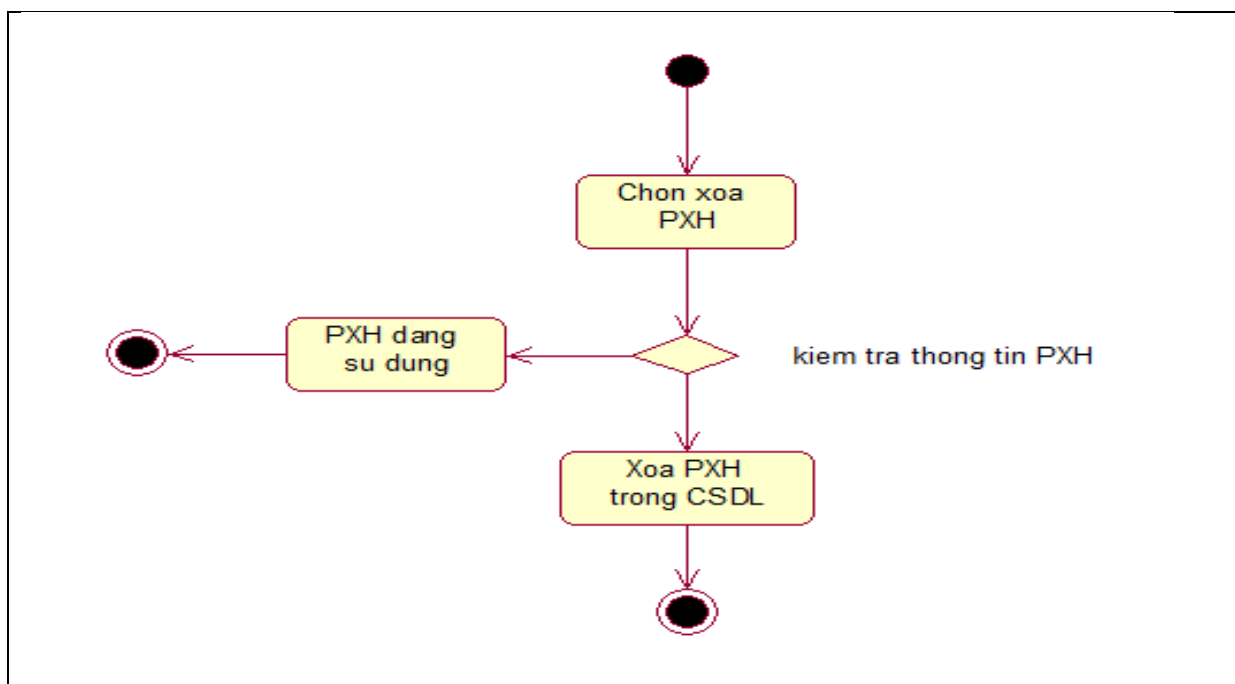 Chon xoa
PXH
PXH dang
su dung
kiem tra thong tin PXH
Xoa PXH
trong CSDL